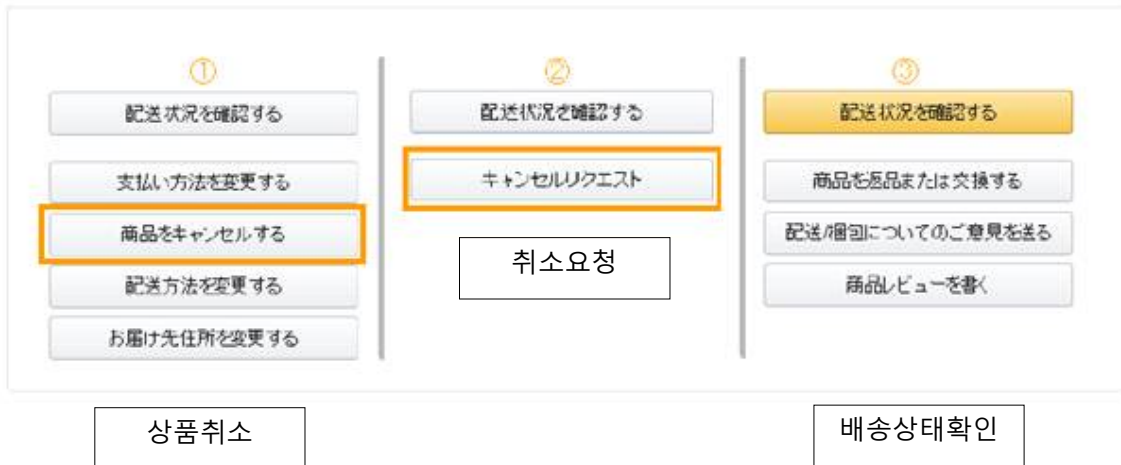 ①
配送状況を確認する
支払い方法を変更する
商品をキャンセルする
配送方法を変更する
お届け先住所を変更する
상품취소
②
配送状況を確認する
キャンセルリクエスト
취소요청
③
配送状況を確認する
商品を返品または交換する
配送/梱包についてのご意見を送る
商品レビューを書く
배송상태확인